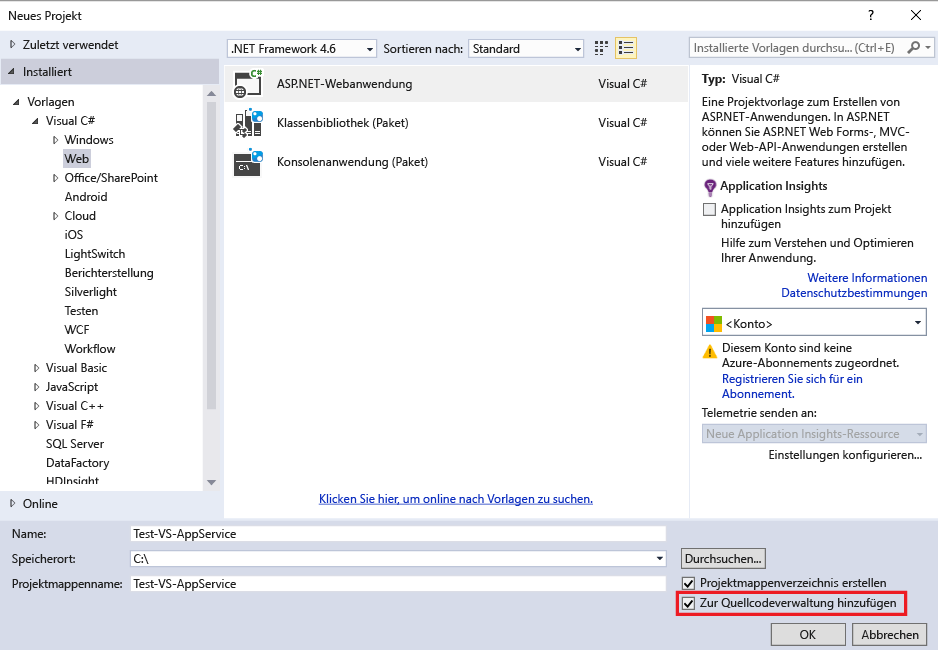 Neues Projekt
?
Zuletzt verwendet
.NET Framework 4.6
Sortieren nach:
Standard
Installierte Vorlagen durchsu... (Ctrl+E)
Installiert
Vorlagen
Visual C#
Windows
Web
Office/SharePoint
Android
Cloud
iOS
LightSwitch
Berichterstellung
Silverlight
Testen
WCF
Workflow
Visual Basic
JavaScript
Visual C++
Visual F#
SQL Server
DataFactory
HDInsight
Online
C#
ASP.NET-Webanwendung Visual C#
Klassenbibliothek (Paket) Visual C#
C:\
Konsolenanwendung (Paket) Visual C#
Klicken Sie hier, um online nach Vorlagen zu suchen.
Typ: Visual C#
Eine Projektvorlage zum Erstellen von
ASP.NET-Anwendungen. In ASP.NET
können Sie ASP.NET Web Forms-, MVC-
oder Web-API-Anwendungen erstellen
und viele weitere Features hinzufügen.
Application Insights
Application Insights zum Projekt
hinzufügen
Hilfe zum Verstehen und Optimieren
Ihrer Anwendung.
Weitere Informationen
Datenschutzbestimmungen
<Konto>
Diesem Konto sind keine
Azure-Abonnements zugeordnet.
Registrieren Sie sich für ein
Abonnement.
Telemetrie senden an:
Neue Application Insights-Ressource
Einstellungen konfigurieren...
Name: Test-VS-AppService
Speicherort: C:\
Durchsuchen...
Projektmappenname: Test-VS-AppService
Projektmappenverzeichnis erstellen
Zur Quellcodeverwaltung hinzufügen
OK
Abbrechen